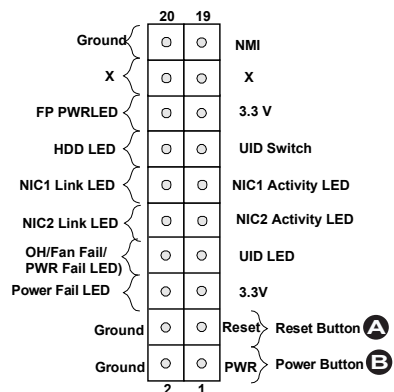 20 19
Ground NMI
X X
FP PWRLED 3.3 V
HDD LED UID Switch
NIC1 Link LED NIC1 Activity LED
NIC2 Link LED NIC2 Activity LED
OH/Fan Fail/
PWR Fail LED) UID LED
Power Fail LED 3.3V
Ground Reset Reset Button A
Ground PWR Power Button B
2 1